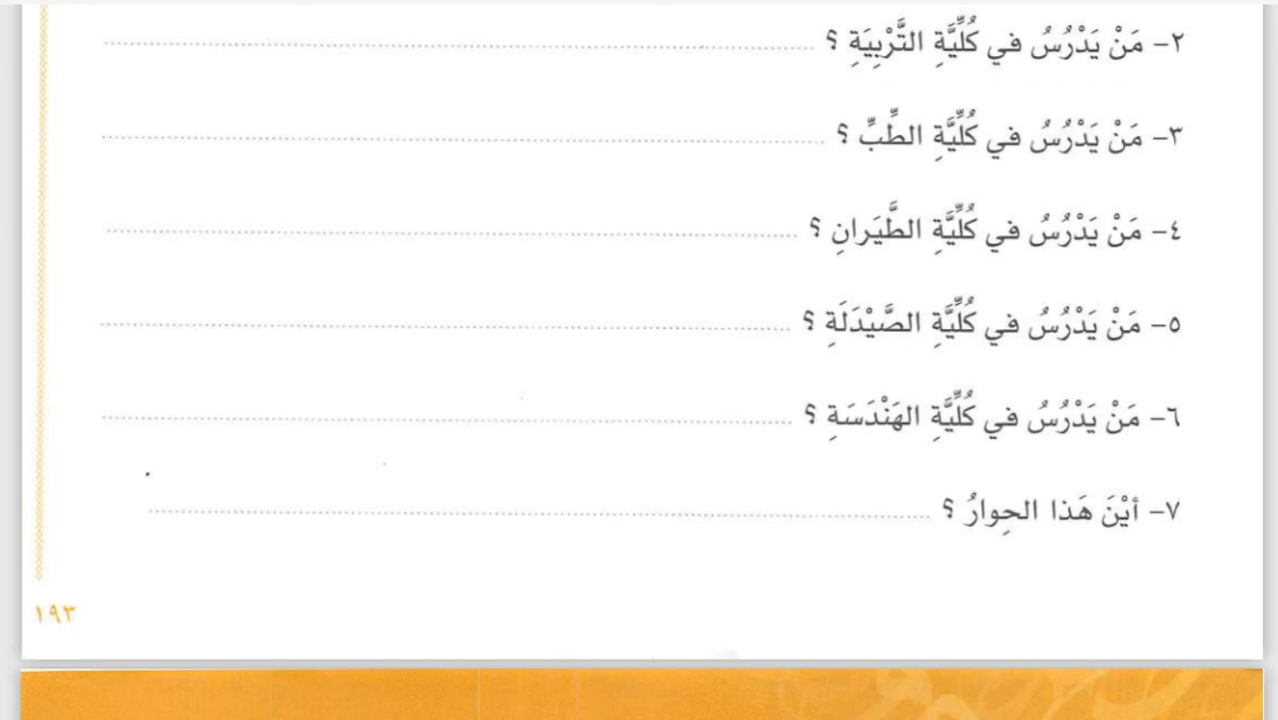 ٢- مَنْ يَدْرُسُ في كُلِّيَّةِ التَّرْبِيَةِ ؟
٣- مَنْ يَدْرُسُ في كُلِّيَّةِ الطِّبِّ ؟
٤- مَنْ يَدْرُسُ في كُلِّيَّةِ الطَّيَرانِ ؟
٥- مَنْ يَدْرُسُ في كُلِّيَّةِ الصَّيْدَلَةِ ؟
٦- مَنْ يَدْرُسُ في كُلِّيَّةِ الهَنْدَسَةِ ؟
٧- أيْنَ هَذا الحِوارُ ؟
١٩٣